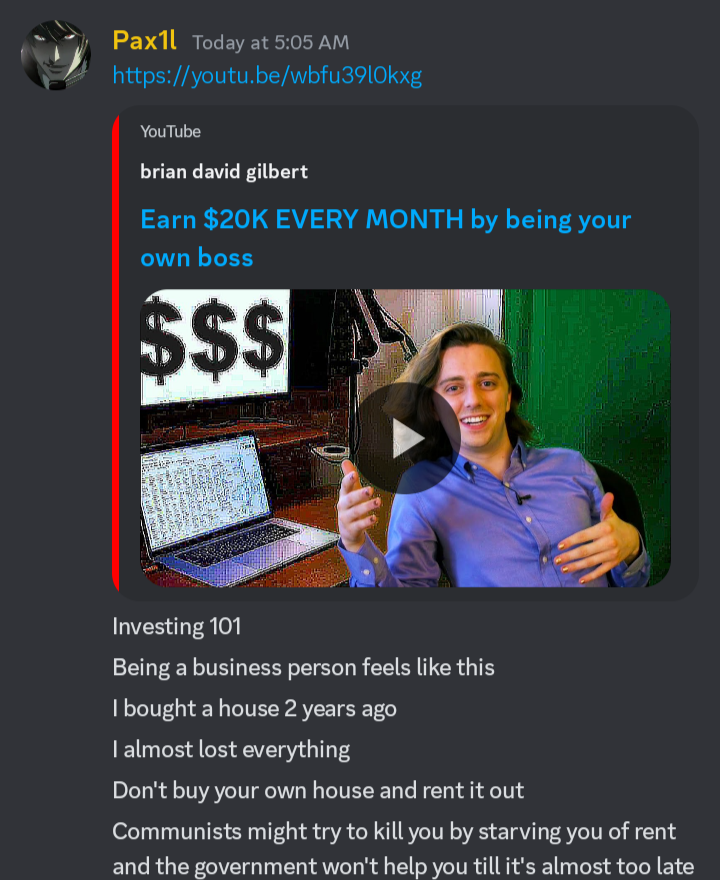 Pax1l Today at 5:05 AM
https://youtu.be/wbfu39l0kxg
YouTube
brian david gilbert
Earn $20K EVERY MONTH by being your
own boss
$$$
Investing 101
Being a business person feels like this
I bought a house 2 years ago
I almost lost everything
Don't buy your own house and rent it out
Communists might try to kill you by starving you of rent
and the government won't help you till it's almost too late